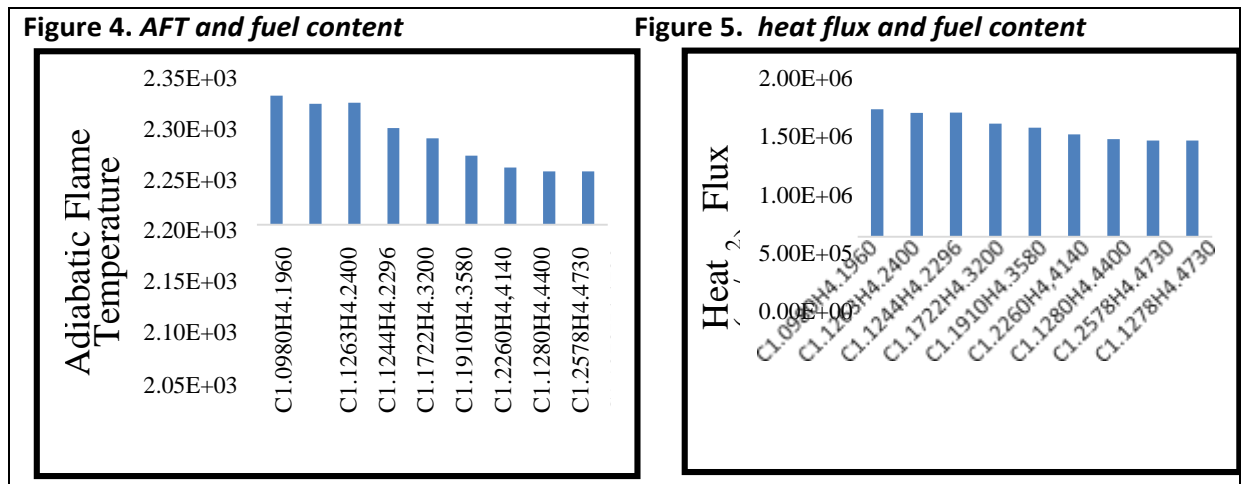 Figure 4. AFT and fuel content
2.35E+03
2.30E+03
2.25E+03
2.20E+03
2.15E+03
2.10E+03
2.05E+03
Adiabatic Flame
Temperature
C1.0980H4.1960
C1.1263H4.2400
C1.1244H4.2296
C1.1722H4.3200
C1.1910H4.3580
C1.2260H4,4140
C1.1280H4.4400
C1.2578H4.4730
Figure 5. heat flux and fuel content
2.00E+06
1.50E+06
1.00E+06
5.00E+05
0.00E+00
Heat Flux
C1.0980H4.1960
C1.1263H4.2400
C1.1244H4.2296
C1.1722H4.3200
C1.1910H4.3580
C1.2260H4,4140
C1.1280H4.4400
C1.2578H4.4730
C1.1278H4.4730